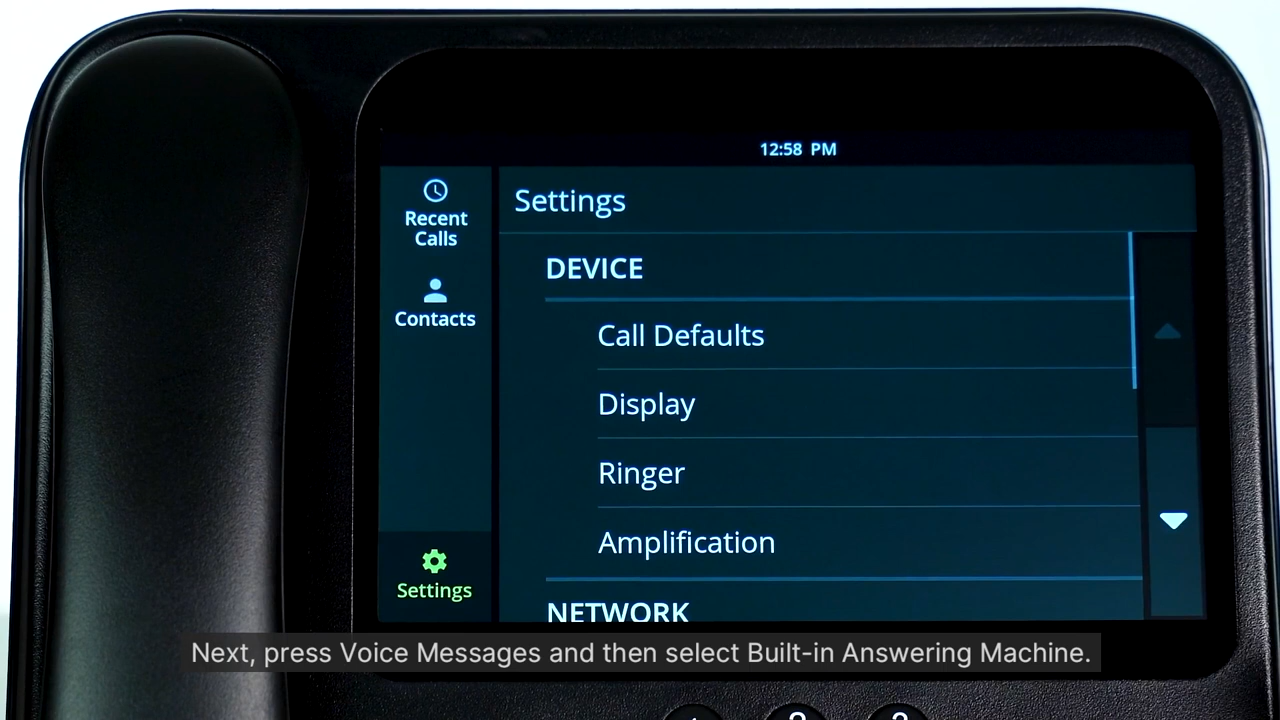 12:58 PM
Recent
Calls
Contacts
Settings
Settings
DEVICE
Call Defaults
Display
Ringer
Amplification
NETWORK
Next, press Voice Messages and then select Built-in Answering Machine.